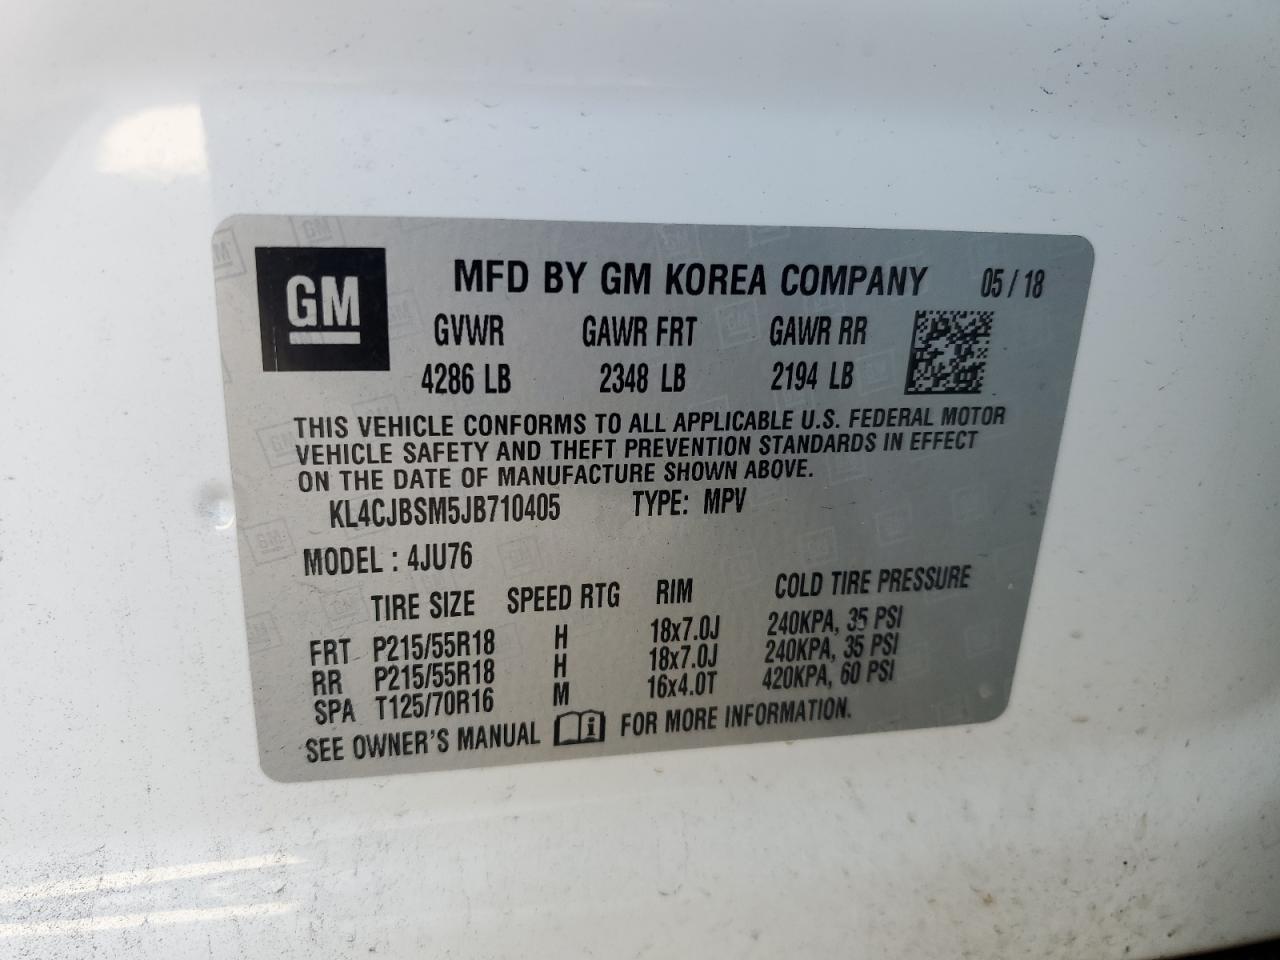 GM
MFD BY GM KOREA COMPANY 05 / 18
GVWR GAWR FRT GAWR RR
4286 LB 2348 LB 2194 LB
THIS VEHICLE CONFORMS TO ALL APPLICABLE U.S. FEDERAL MOTOR
VEHICLE SAFETY AND THEFT PREVENTION STANDARDS IN EFFECT
ON THE DATE OF MANUFACTURE SHOWN ABOVE.
KL4CJBSM5JB710405 TYPE: MPV
MODEL : 4JU76
TIRE SIZE SPEED RTG RIM COLD TIRE PRESSURE
FRT P215/55R18 H 18x7.0J 240KPA, 35 PSI
RR P215/55R18 H 18x7.0J 240KPA, 35 PSI
SPA T125/70R16 M 16x4.0T 420KPA, 60 PSI
SEE OWNER'S MANUAL FOR MORE INFORMATION.